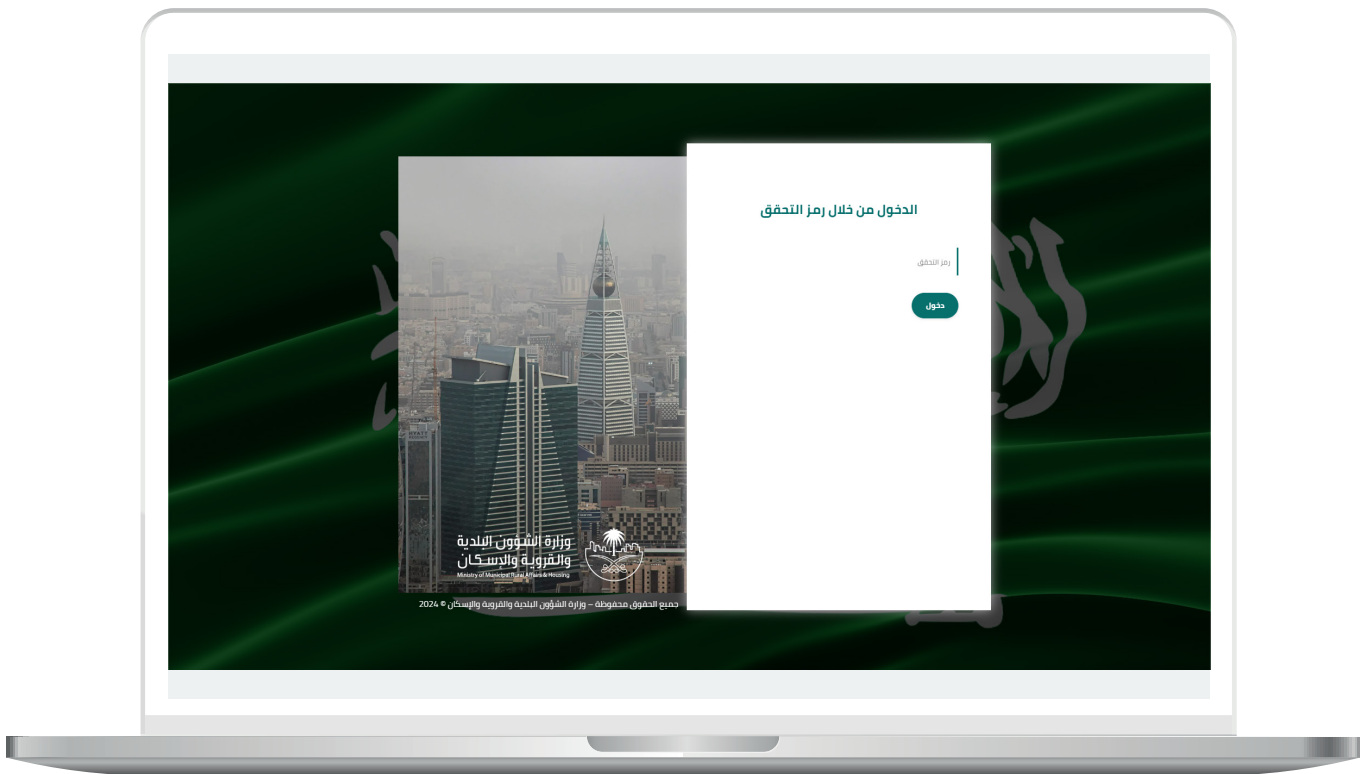 الدخول من خلال رمز التحقق
رمز التحقق
دخول
وزارة الشؤون البلدية
والقروية والإسكان
Ministry of Municipal Rural Affairs & Housing
جميع الحقوق محفوظة – وزارة الشؤون البلدية والقروية والإسكان © 2024